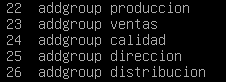 22 addgroup produccion
23 addgroup ventas
24 addgroup calidad
25 addgroup direccion
26 addgroup distribucion